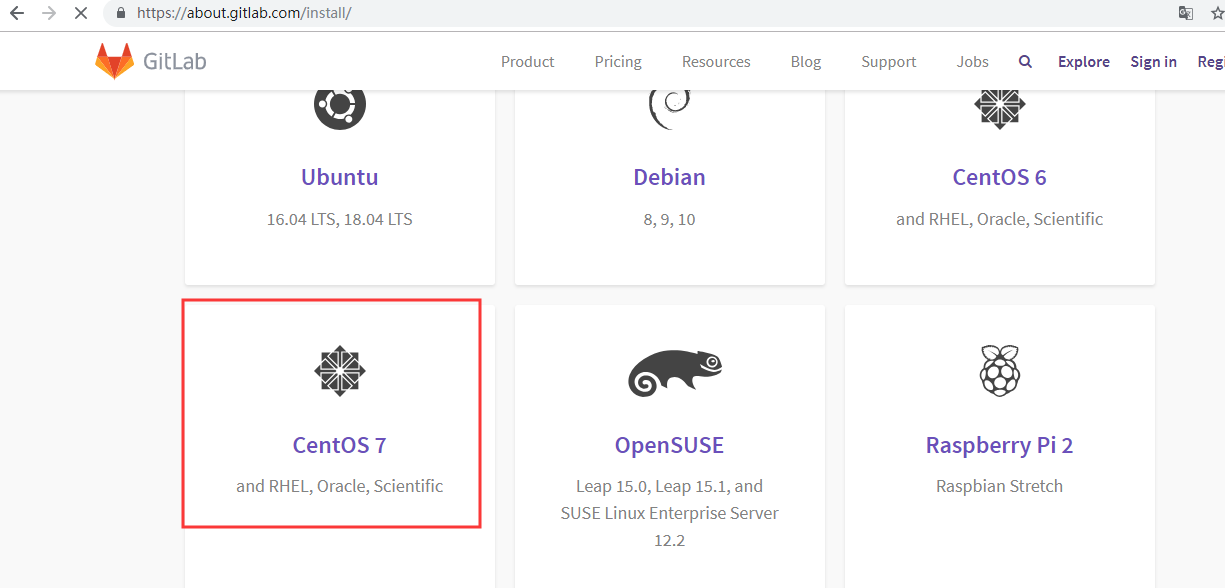 https://about.gitlab.com/install/
GitLab Product Pricing Resources Blog Support Jobs Explore Sign in
Ubuntu
16.04 LTS, 18.04 LTS
Debian
8, 9, 10
CentOS 6
and RHEL, Oracle, Scientific
CentOS 7
and RHEL, Oracle, Scientific
OpenSUSE
Leap 15.0, Leap 15.1, and
SUSE Linux Enterprise Server
12.2
Raspberry Pi 2
Raspbian Stretch